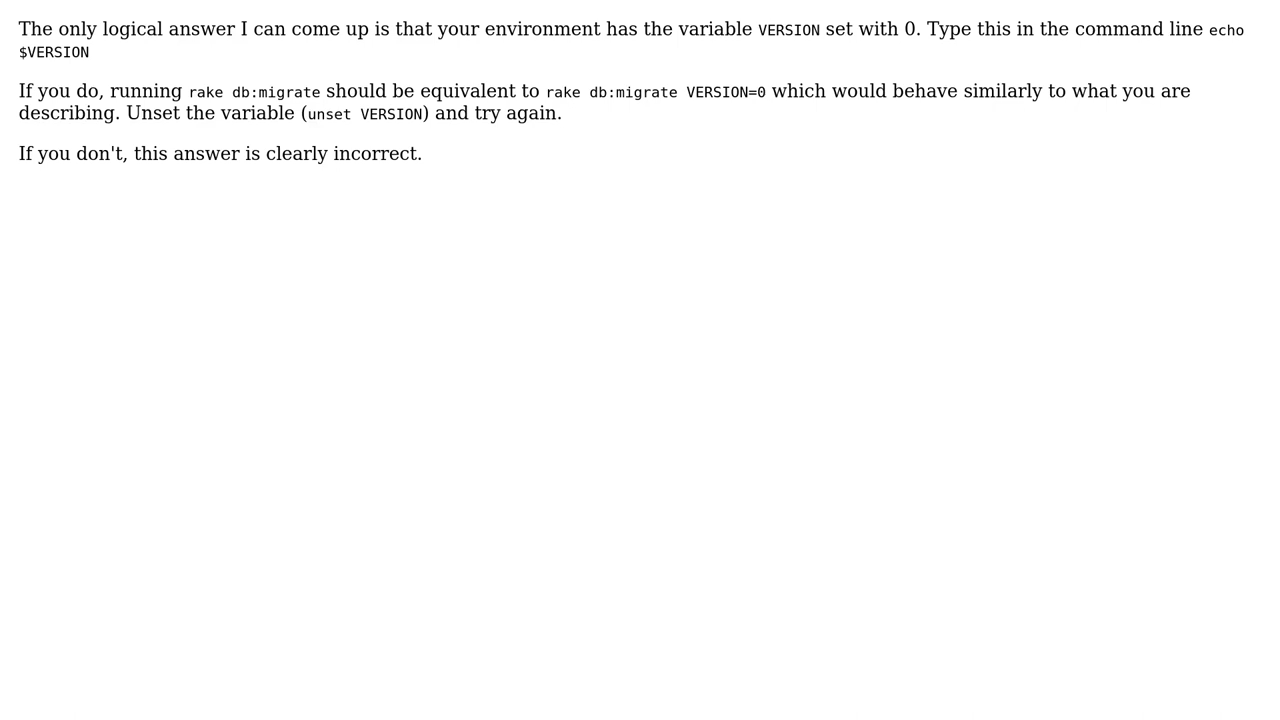 The only logical answer I can come up is that your environment has the variable VERSION set with 0. Type this in the command line echo
$VERSION
If you do, running rake db:migrate should be equivalent to rake db:migrate VERSION=0 which would behave similarly to what you are
describing. Unset the variable (unset VERSION) and try again.
If you don't, this answer is clearly incorrect.